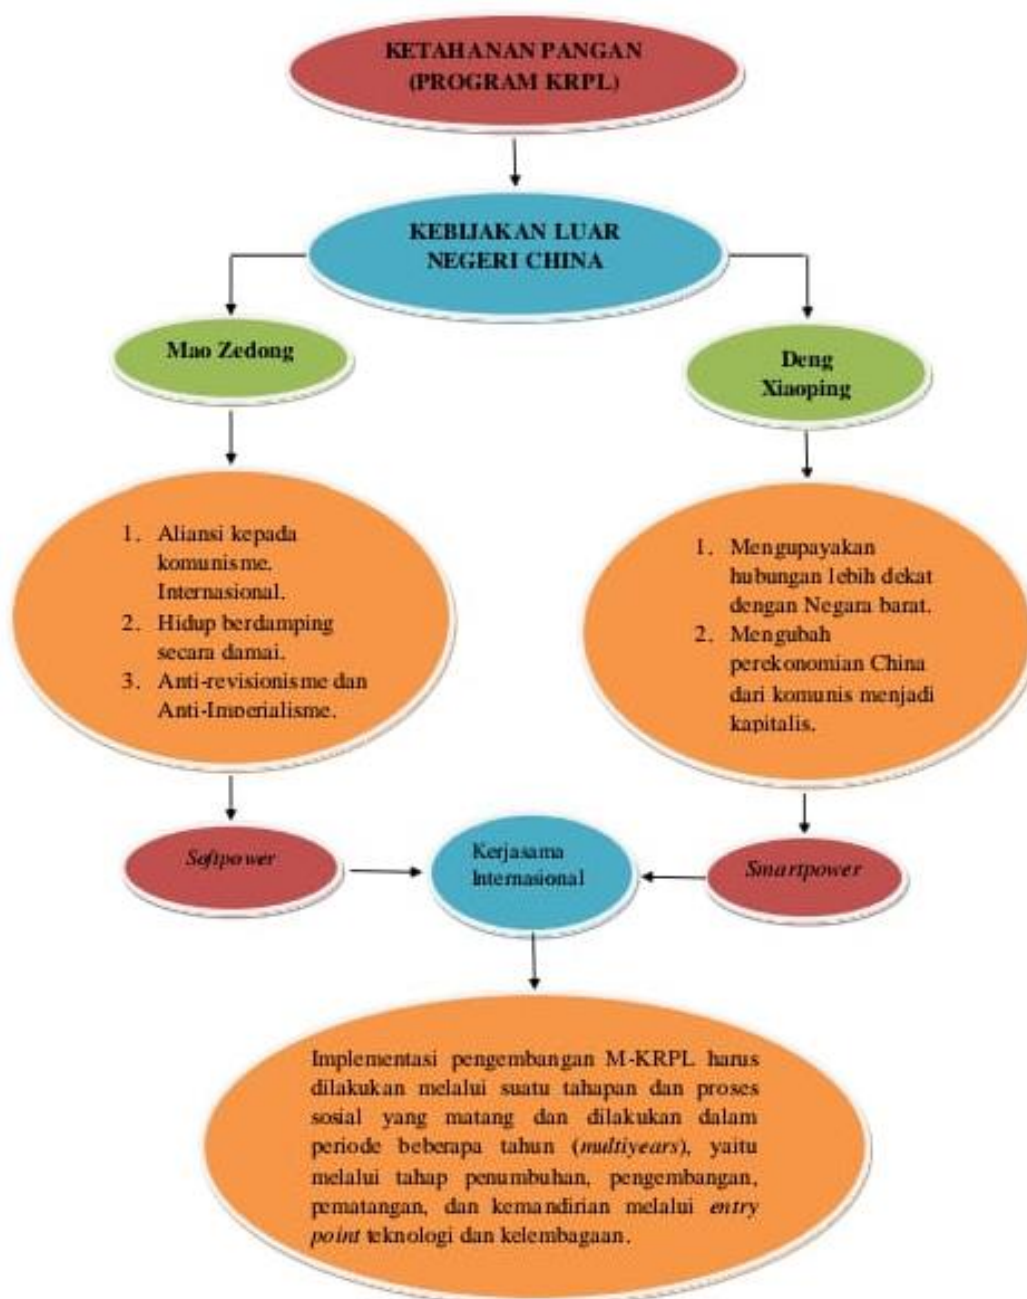 KETAHANAN PANGAN
(PROGRAM KRPL)
KEBIJAKAN LUAR
NEGERI CHINA
Mao Zedong
Deng
Xiaoping
1. Aliansi kepada
komunisme.
Internasional.
2. Hidup berdamping
secara damai.
3. Anti-revisionisme dan
Anti-Imperialisme.
1. Mengupayakan
hubungan lebih dekat
dengan Negara barat.
2. Mengubah
perekonomian China
dari komunis menjadi
kapitalis.
Softpower
Kerjasama
Internasional
Smartpower
Implementasi pengembangan M-KRPL harus
dilakukan melalui suatu tahapan dan proses
sosial yang matang dan dilakukan dalam
periode beberapa tahun (multiyears), yaitu
melalui tahap penumbuhan, pengembangan,
pematangan, dan kemandirian melalui entry
point teknologi dan kelembagaan.